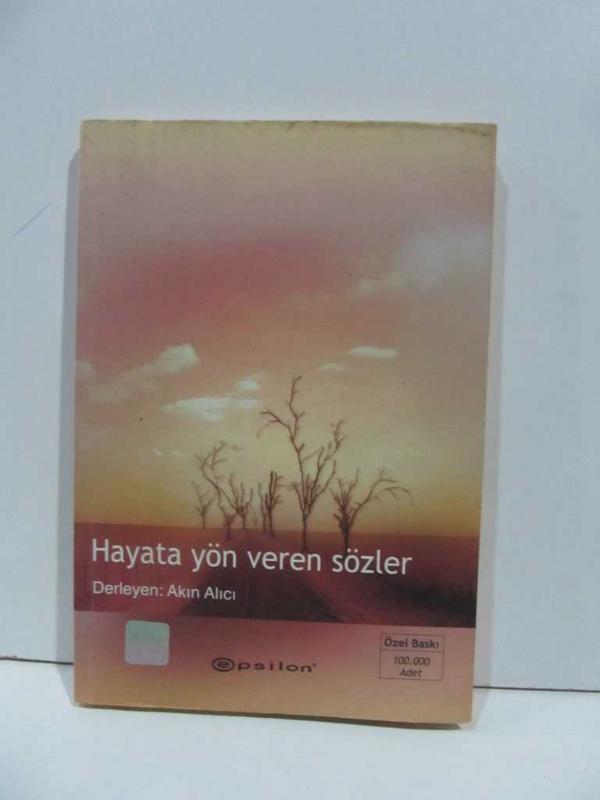 Hayata yön veren sözler
Derleyen: Akın Alıcı
epsilon®
Özel Baskı
100.000
Adet